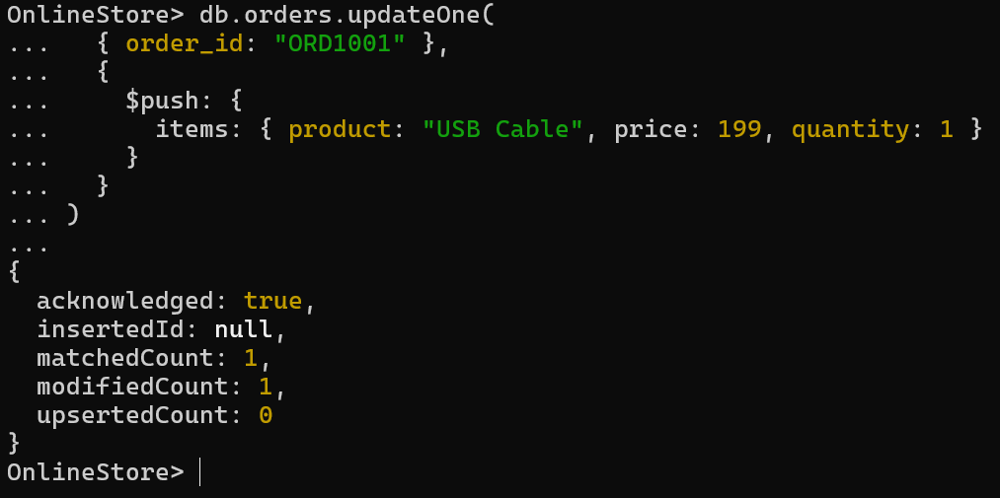 OnlineStore> db.orders.updateOne(
...   { order_id: "ORD1001" },
...   {
...     $push: {
...       items: { product: "USB Cable", price: 199, quantity: 1 }
...     }
...   }
... )
...
{
  acknowledged: true,
  insertedId: null,
  matchedCount: 1,
  modifiedCount: 1,
  upsertedCount: 0
}
OnlineStore>